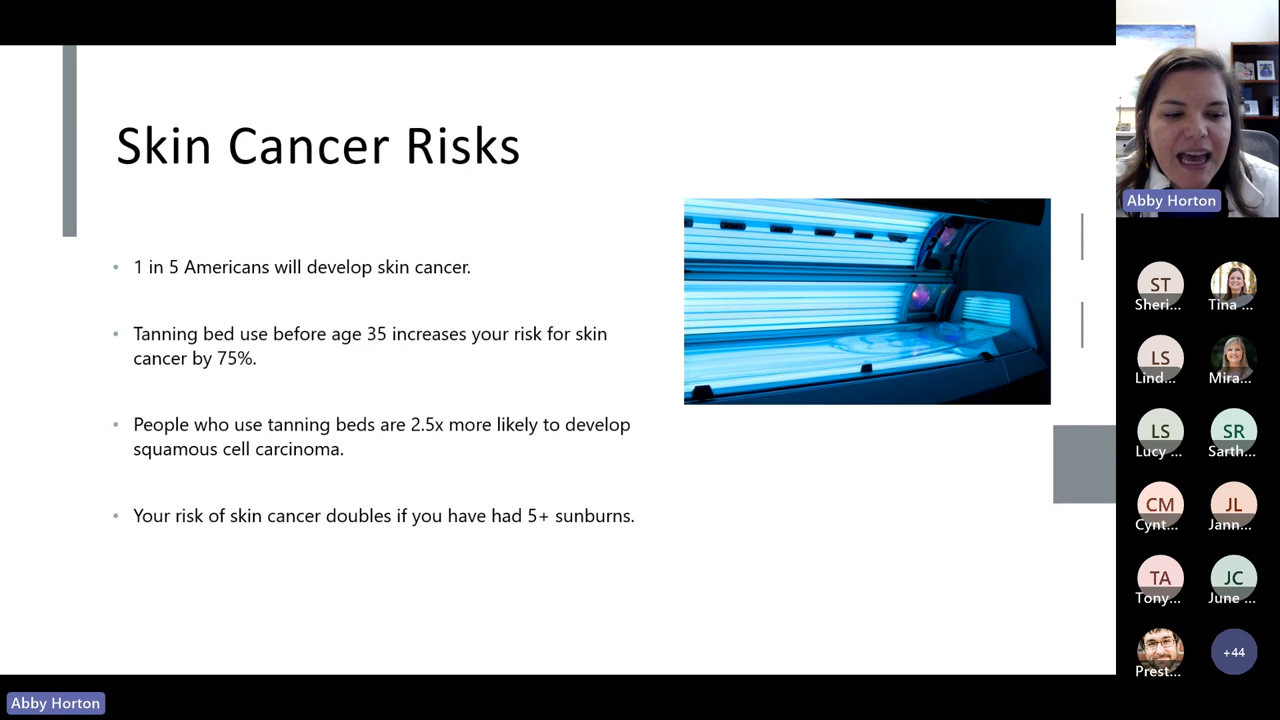 Skin Cancer Risks
• 1 in 5 Americans will develop skin cancer.
• Tanning bed use before age 35 increases your risk for skin
cancer by 75%.
• People who use tanning beds are 2.5x more likely to develop
squamous cell carcinoma.
• Your risk of skin cancer doubles if you have had 5+ sunburns.
Abby Horton
ST
Sheri...
Tina ...
LS
Lind...
Mira...
LS
Lucy ...
SR
Sarth...
CM
Cynt...
JL
Jann...
TA
Tony...
JC
June ...
Prest...
+44
Abby Horton